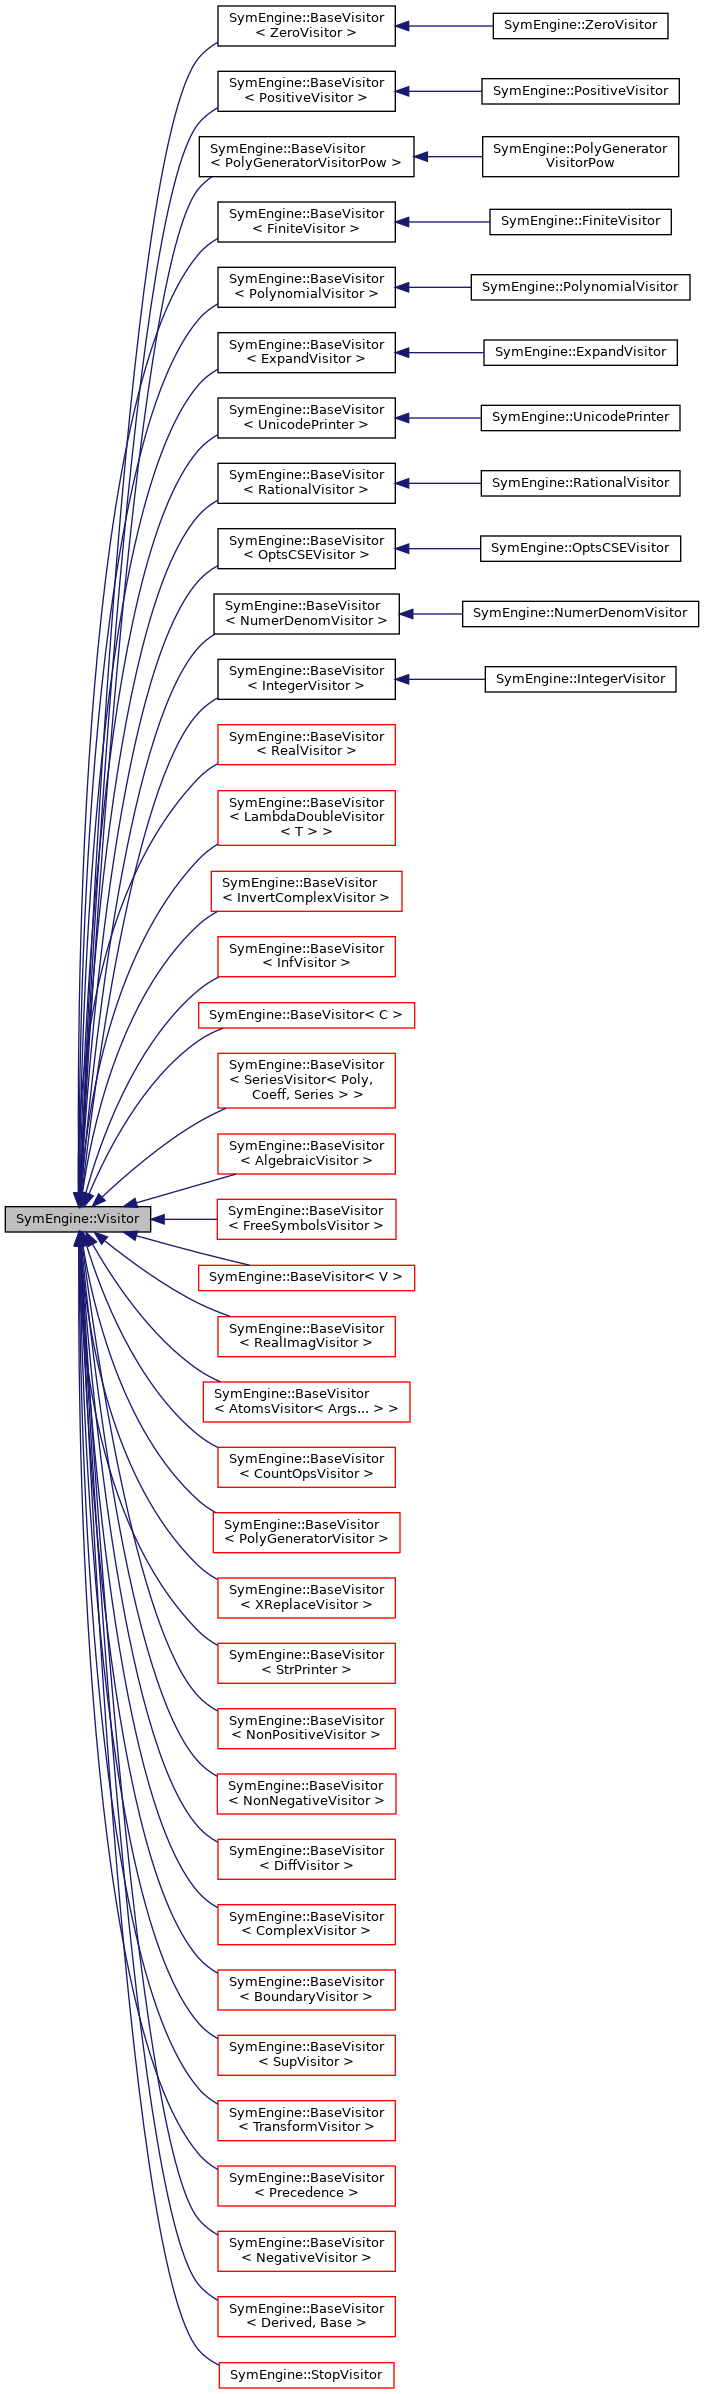 SymEngine::BaseVisitor
< ZeroVisitor >
SymEngine::ZeroVisitor
SymEngine::BaseVisitor
< PositiveVisitor >
SymEngine::PositiveVisitor
SymEngine::BaseVisitor
< PolyGeneratorVisitorPow >
SymEngine::PolyGenerator
VisitorPow
SymEngine::BaseVisitor
< FiniteVisitor >
SymEngine::FiniteVisitor
SymEngine::BaseVisitor
< PolynomialVisitor >
SymEngine::PolynomialVisitor
SymEngine::BaseVisitor
< ExpandVisitor >
SymEngine::ExpandVisitor
SymEngine::BaseVisitor
< UnicodePrinter >
SymEngine::UnicodePrinter
SymEngine::BaseVisitor
< RationalVisitor >
SymEngine::RationalVisitor
SymEngine::BaseVisitor
< OptsCSEVisitor >
SymEngine::OptsCSEVisitor
SymEngine::BaseVisitor
< NumerDenomVisitor >
SymEngine::NumerDenomVisitor
SymEngine::BaseVisitor
< IntegerVisitor >
SymEngine::IntegerVisitor
SymEngine::BaseVisitor
< RealVisitor >
SymEngine::BaseVisitor
< LambdaDoubleVisitor
< T > >
SymEngine::BaseVisitor
< InvertComplexVisitor >
SymEngine::BaseVisitor
< InfVisitor >
SymEngine::BaseVisitor< C >
SymEngine::BaseVisitor
< SeriesVisitor< Poly,
Coeff, Series > >
SymEngine::BaseVisitor
< AlgebraicVisitor >
SymEngine::Visitor
SymEngine::BaseVisitor
< FreeSymbolsVisitor >
SymEngine::BaseVisitor< V >
SymEngine::BaseVisitor
< RealImagVisitor >
SymEngine::BaseVisitor
< AtomsVisitor< Args... > >
SymEngine::BaseVisitor
< CountOpsVisitor >
SymEngine::BaseVisitor
< PolyGeneratorVisitor >
SymEngine::BaseVisitor
< XReplaceVisitor >
SymEngine::BaseVisitor
< StrPrinter >
SymEngine::BaseVisitor
< NonPositiveVisitor >
SymEngine::BaseVisitor
< NonNegativeVisitor >
SymEngine::BaseVisitor
< DiffVisitor >
SymEngine::BaseVisitor
< ComplexVisitor >
SymEngine::BaseVisitor
< BoundaryVisitor >
SymEngine::BaseVisitor
< SupVisitor >
SymEngine::BaseVisitor
< TransformVisitor >
SymEngine::BaseVisitor
< Precedence >
SymEngine::BaseVisitor
< NegativeVisitor >
SymEngine::BaseVisitor
< Derived, Base >
SymEngine::StopVisitor